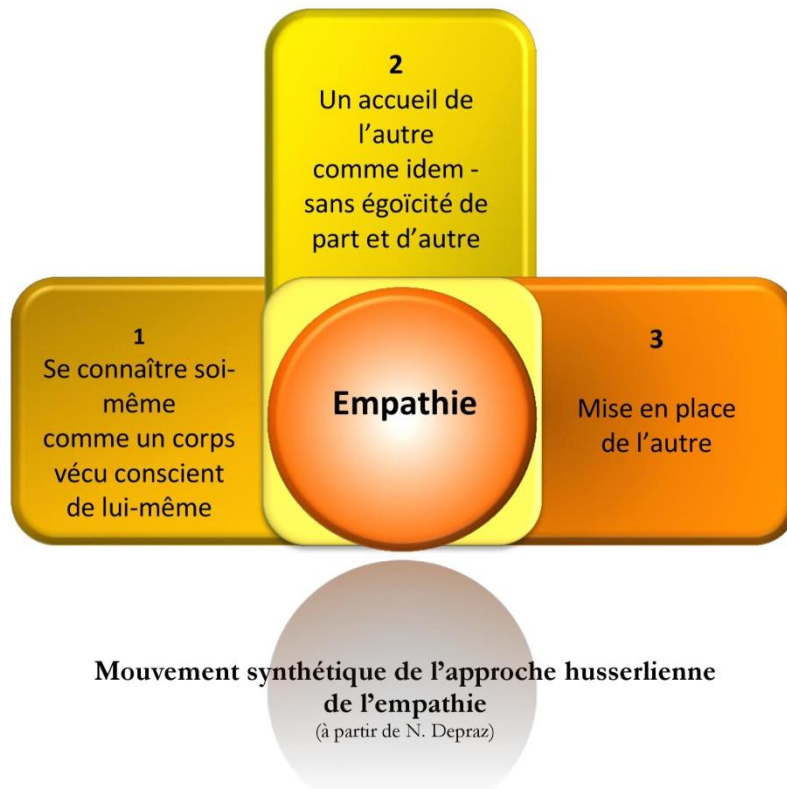 2
Un accueil de
l’autre
comme idem -
sans égoïcité de
part et d’autre
1
Se connaître soi-
même
comme un corps
vécu conscient
de lui-même
Empathie
3
Mise en place
de l’autre
Mouvement synthétique de l’approche husserlienne
de l’empathie
(à partir de N. Depraz)